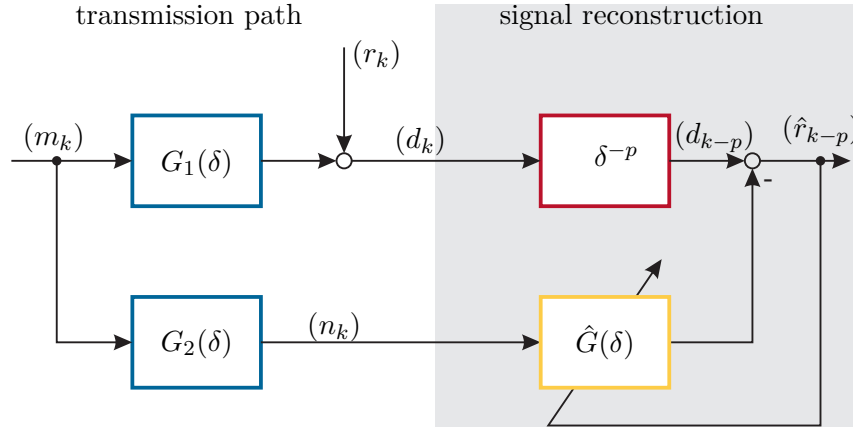 transmission path
signal reconstruction
(r_k)
(m_k)
G_1(δ)
(d_k)
δ^{-p}
(d_{k-p})
(r̂_{k-p})
-
G_2(δ)
(n_k)
Ĝ(δ)